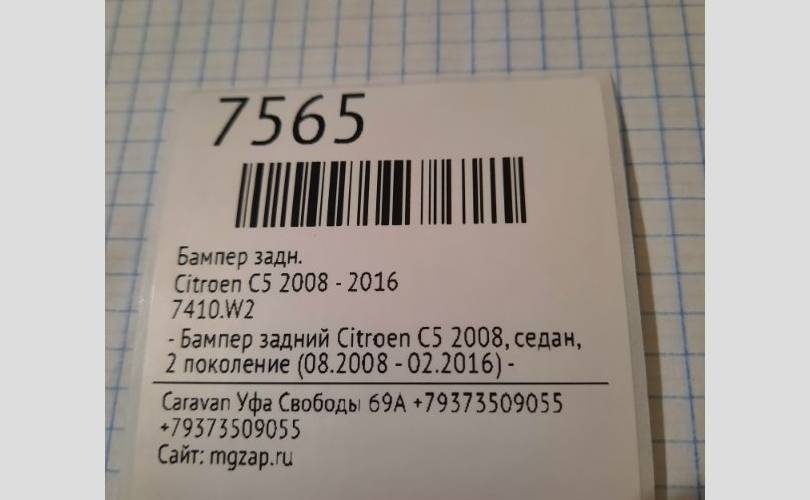 7565
Бампер задн.
Citroen C5 2008 - 2016
7410.W2
- Бампер задний Citroen C5 2008, седан,
2 поколение (08.2008 - 02.2016) -
Caravan Уфа Свободы 69А +79373509055
+79373509055
Сайт: mgzap.ru